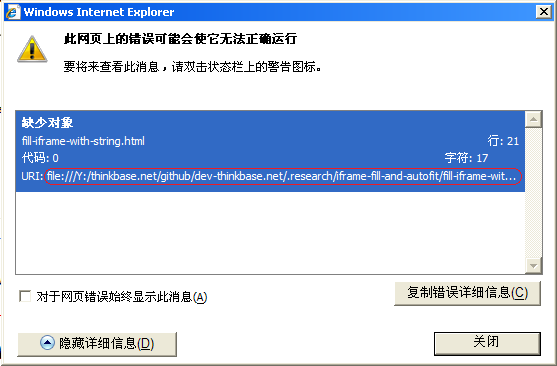 Windows Internet Explorer
此网页上的错误可能会使它无法正确运行
要将来查看此消息，请双击状态栏上的警告图标。
缺少对象
fill-iframe-with-string.html 行: 21
代码: 0 字符: 17
URI: file:///Y:/thinkbase.net/github/dev-thinkbase.net/.research/iframe-fill-and-autofit/fill-iframe-wit...
对于网页错误始终显示此消息(A)
复制错误详细信息(C)
隐藏详细信息(D)
关闭